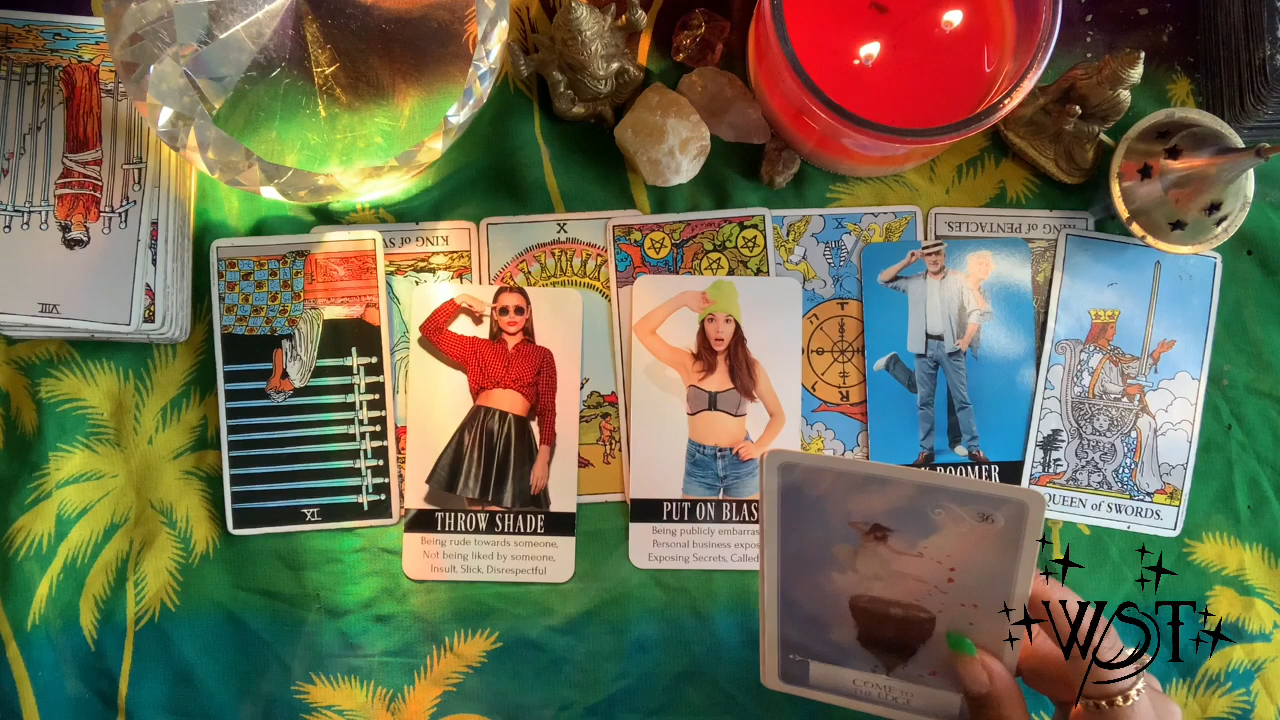 VIII
KING OF
X
X
KING OF PENTACLES.
T
R
IX
THROW SHADE
Being rude towards someone,
Not being liked by someone,
Insult, Slick, Disrespectful
PUT ON BLAS
Being publicly embarras
Personal business expos
Exposing Secrets, Called
BOOMER
QUEEN of SWORDS.
36
COME TO
THE EDGE
WST